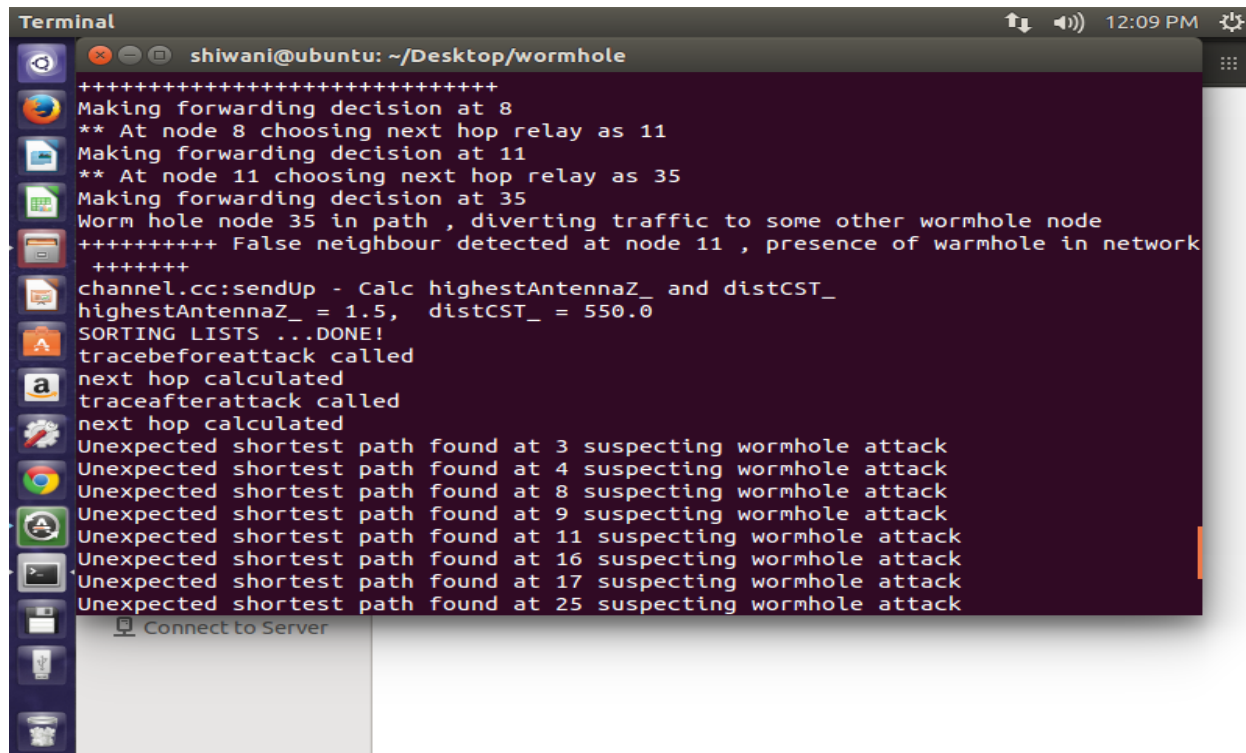 Terminal
12:09 PM
shiwani@ubuntu: ~/Desktop/wormhole
++++++++++++++++++++++++++++++
Making forwarding decision at 8
** At node 8 choosing next hop relay as 11
Making forwarding decision at 11
** At node 11 choosing next hop relay as 35
Making forwarding decision at 35
Worm hole node 35 in path , diverting traffic to some other wormhole node
++++++++++ False neighbour detected at node 11 , presence of warmhole in network
+++++++
channel.cc:sendUp - Calc highestAntennaZ_ and distCST_
highestAntennaZ_ = 1.5,  distCST_ = 550.0
SORTING LISTS ...DONE!
tracebeforeattack called
next hop calculated
traceafterattack called
next hop calculated
Unexpected shortest path found at 3 suspecting wormhole attack
Unexpected shortest path found at 4 suspecting wormhole attack
Unexpected shortest path found at 8 suspecting wormhole attack
Unexpected shortest path found at 9 suspecting wormhole attack
Unexpected shortest path found at 11 suspecting wormhole attack
Unexpected shortest path found at 16 suspecting wormhole attack
Unexpected shortest path found at 17 suspecting wormhole attack
Unexpected shortest path found at 25 suspecting wormhole attack
Connect to Server